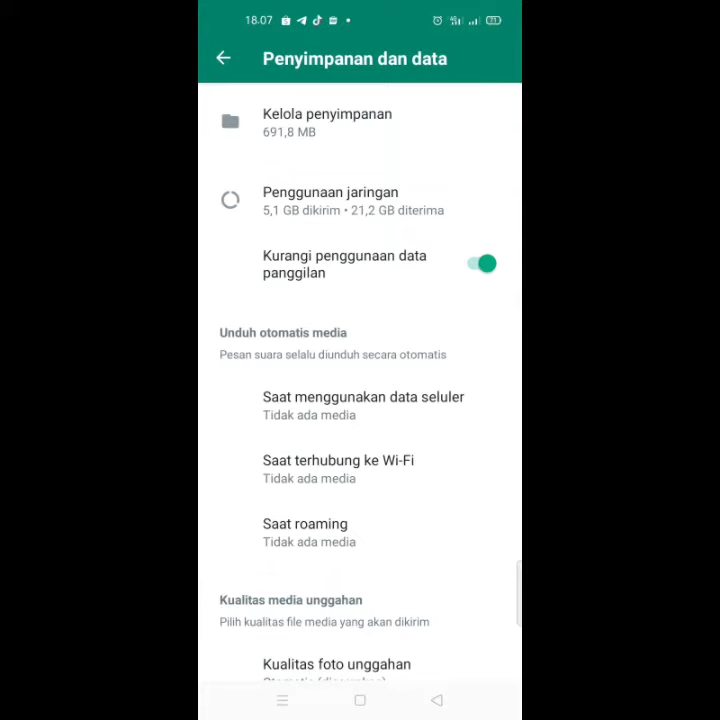 18.07
71
Penyimpanan dan data
Kelola penyimpanan
691,8 MB
Penggunaan jaringan
5,1 GB dikirim • 21,2 GB diterima
Kurangi penggunaan data
panggilan
Unduh otomatis media
Pesan suara selalu diunduh secara otomatis
Saat menggunakan data seluler
Tidak ada media
Saat terhubung ke Wi-Fi
Tidak ada media
Saat roaming
Tidak ada media
Kualitas media unggahan
Pilih kualitas file media yang akan dikirim
Kualitas foto unggahan